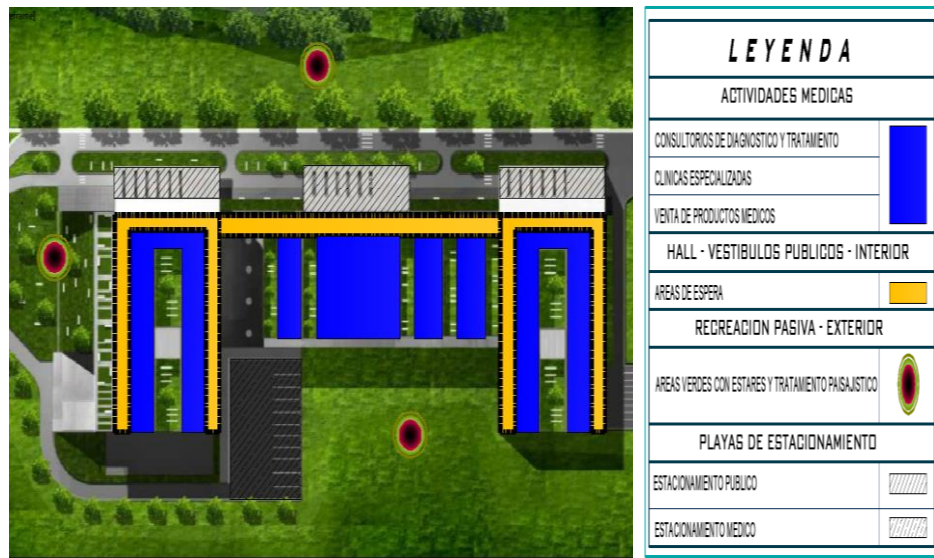 LEYENDA
ACTIVIDADES MEDICAS
CONSULTORIOS DE DIAGNOSTICO Y TRATAMIENTO
CLINICAS ESPECIALIZADAS
VENTA DE PRODUCTOS MEDICOS
HALL - VESTIBULOS PUBLICOS - INTERIOR
AREAS DE ESPERA
RECREACION PASIVA - EXTERIOR
AREAS VERDES CON ESTARES Y TRATAMIENTO PAISAJISTICO
PLAYAS DE ESTACIONAMIENTO
ESTACIONAMIENTO PUBLICO
ESTACIONAMIENTO MEDICO